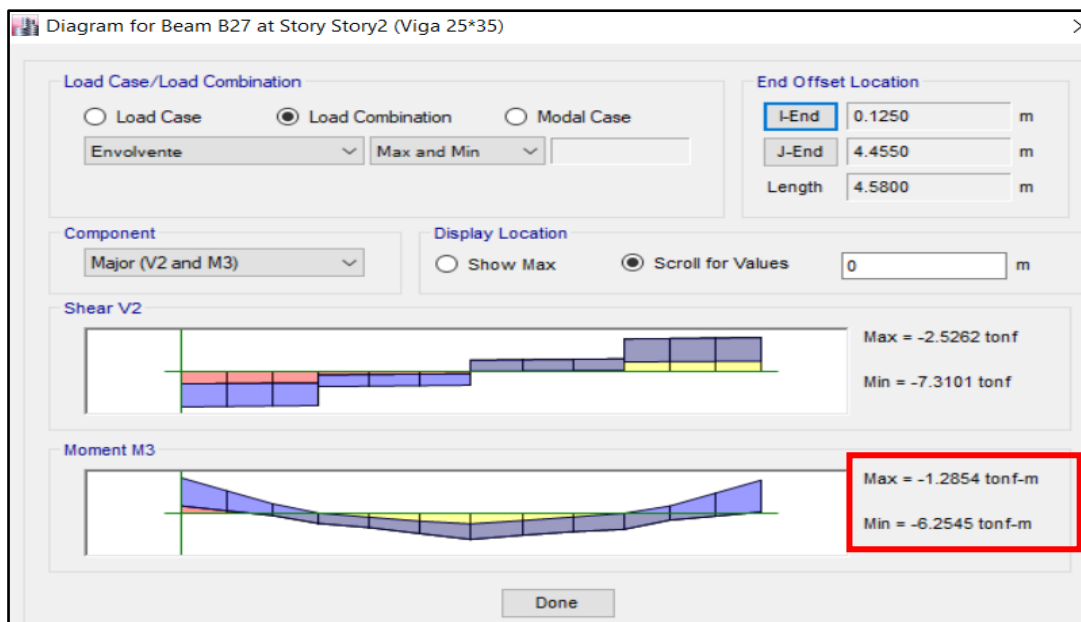 Diagram for Beam B27 at Story Story2 (Viga 25*35)
Load Case/Load Combination
Load Case
Load Combination
Modal Case
Envolvente
Max and Min
End Offset Location
I-End
0.1250
m
J-End
4.4550
m
Length
4.5800
m
Component
Major (V2 and M3)
Display Location
Show Max
Scroll for Values
0
m
Shear V2
Max = -2.5262 tonf
Min = -7.3101 tonf
Moment M3
Max = -1.2854 tonf-m
Min = -6.2545 tonf-m
Done